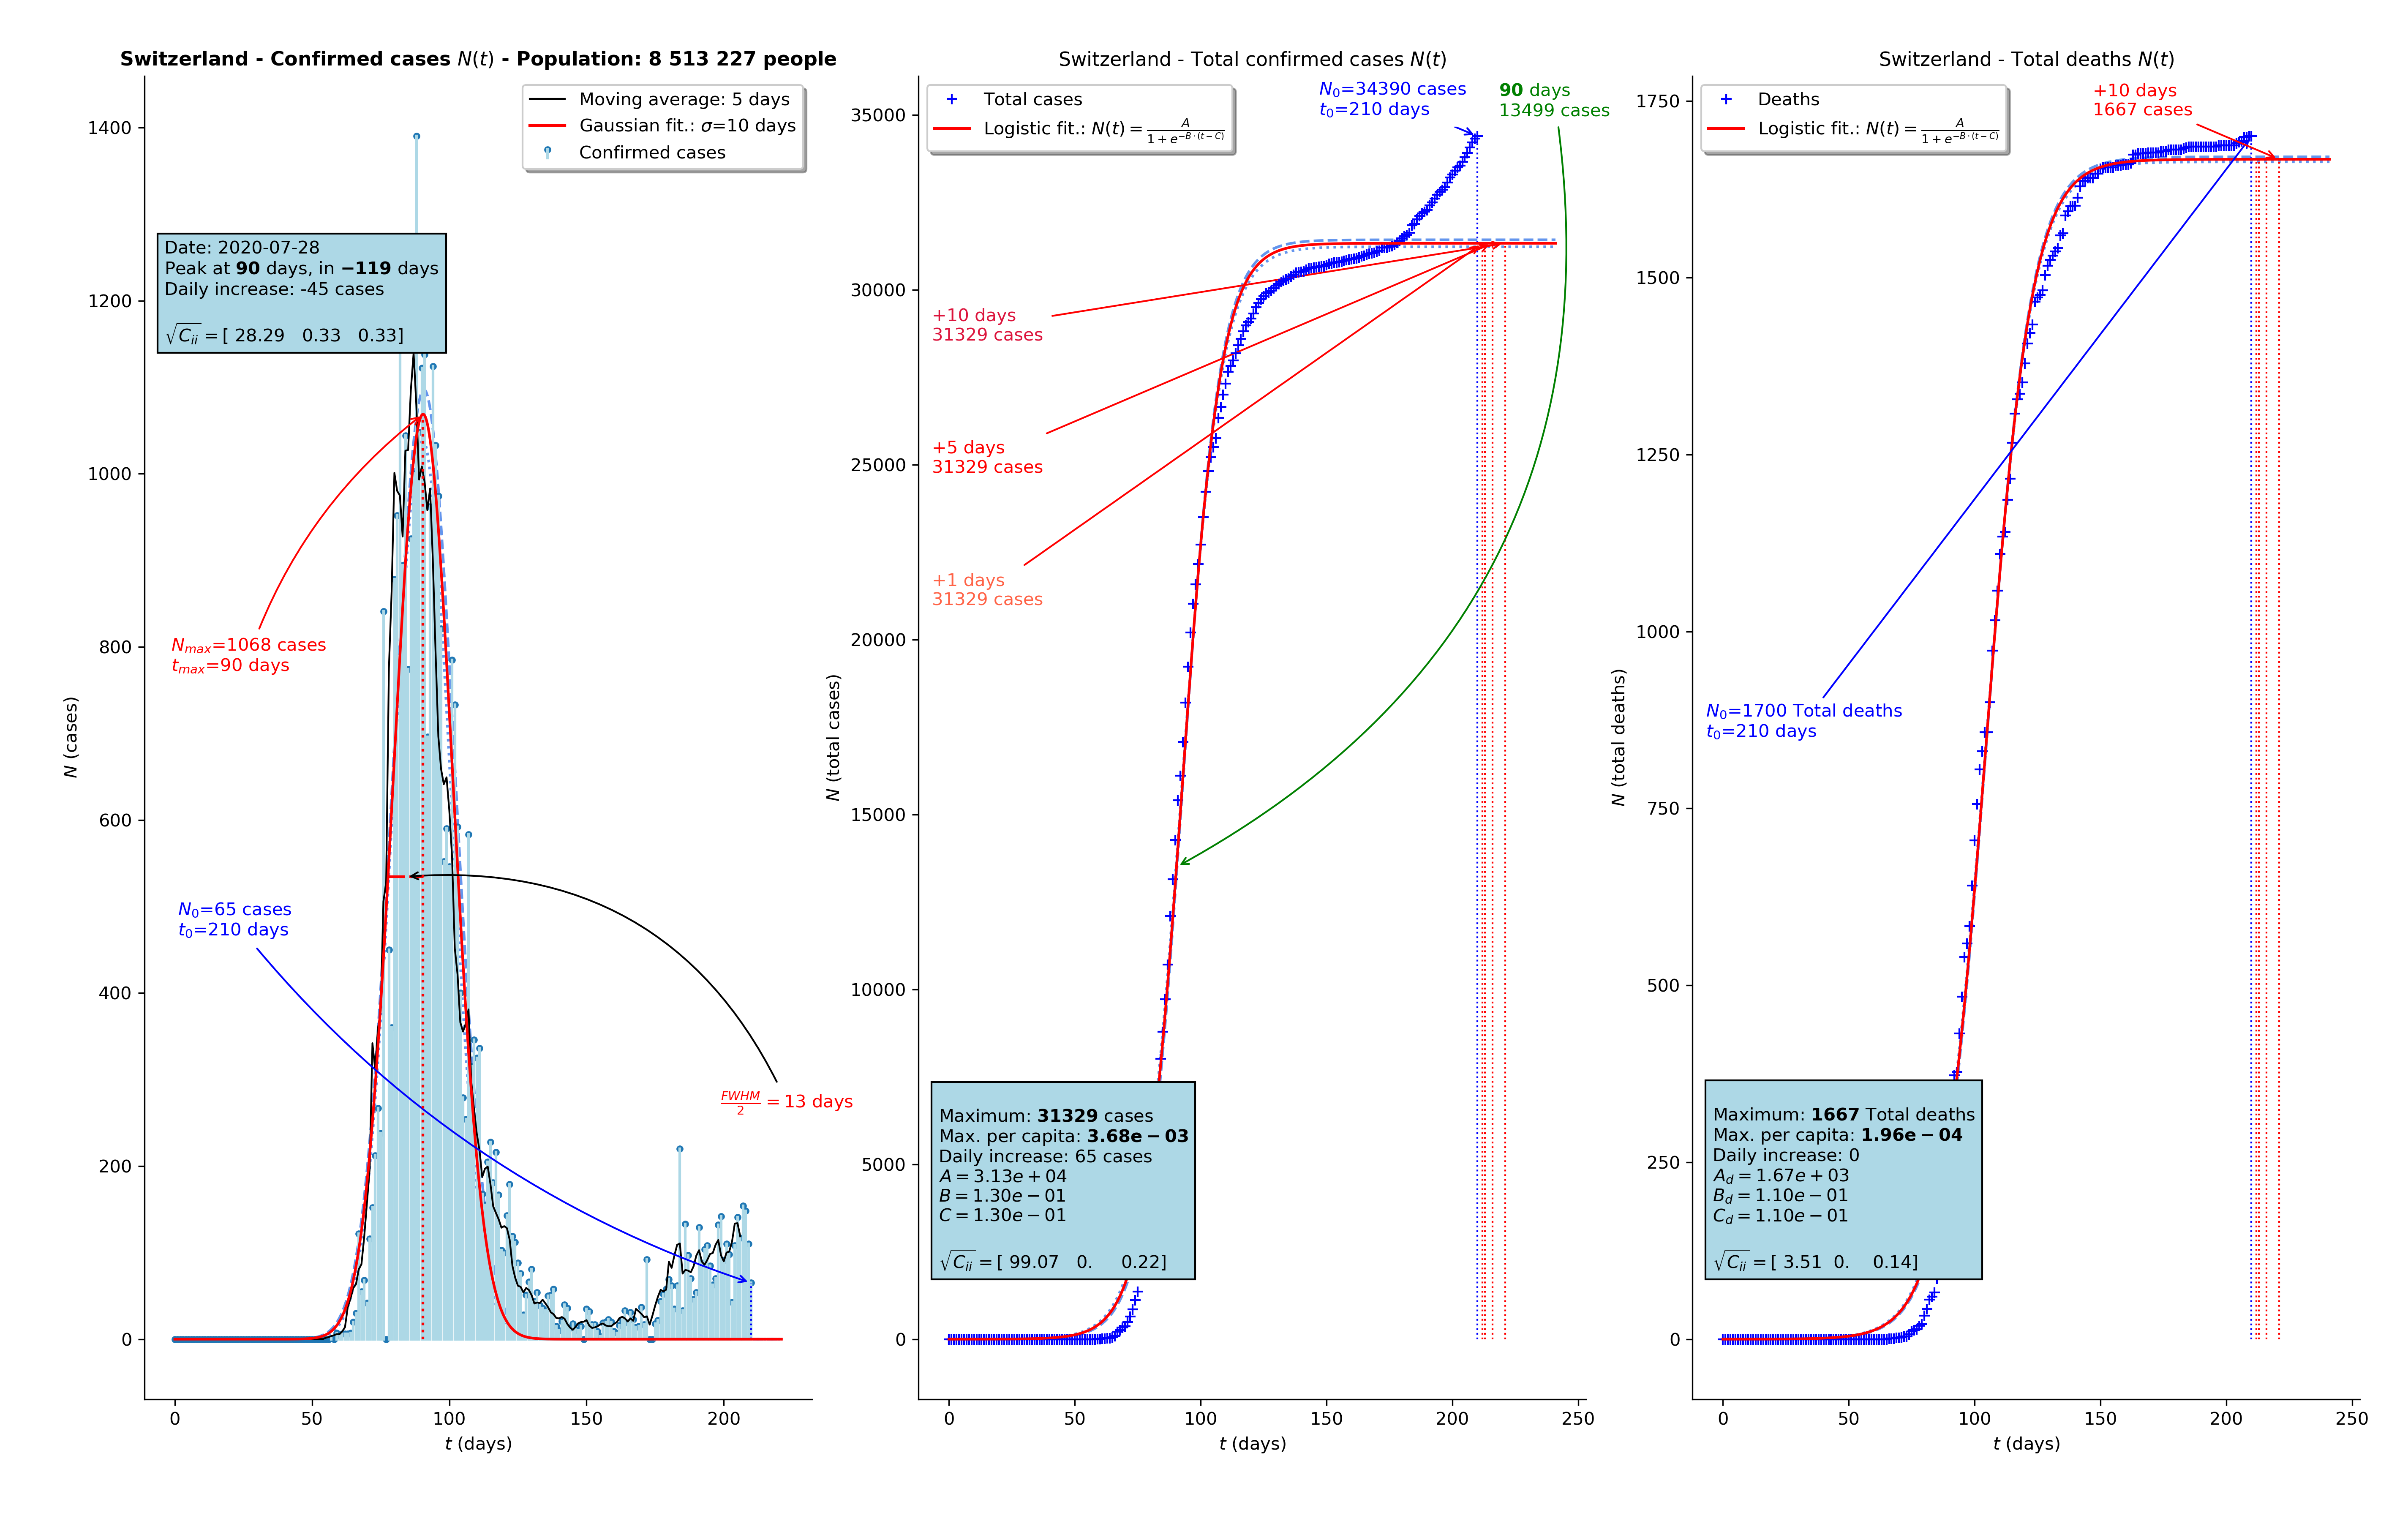 Switzerland - Confirmed cases N(t) - Population: 8 513 227 people
Moving average: 5 days
Gaussian fit.: σ=10 days
Confirmed cases
Date: 2020-07-28
Peak at 90 days, in −119 days
Daily increase: -45 cases
√C_ii = [ 28.29 0.33 0.33]
N_max=1068 cases
t_max=90 days
N_0=65 cases
t_0=210 days
FWHM/2 = 13 days
1400
1200
1000
800
600
400
200
0
N (cases)
0 50 100 150 200
t (days)
Switzerland - Total confirmed cases N(t)
Total cases
Logistic fit.: N(t) = A/(1 + e^(−B·(t−C)))
N_0=34390 cases
t_0=210 days
90 days
13499 cases
+10 days
31329 cases
+5 days
31329 cases
+1 days
31329 cases
Maximum: 31329 cases
Max. per capita: 3.68e − 03
Daily increase: 65 cases
A = 3.13e + 04
B = 1.30e − 01
C = 1.30e − 01
√C_ii = [ 99.07 0. 0.22]
35000
30000
25000
20000
15000
10000
5000
0
N (total cases)
0 50 100 150 200 250
t (days)
Switzerland - Total deaths N(t)
Deaths
Logistic fit.: N(t) = A/(1 + e^(−B·(t−C)))
+10 days
1667 cases
N_0=1700 Total deaths
t_0=210 days
Maximum: 1667 Total deaths
Max. per capita: 1.96e − 04
Daily increase: 0
A_d = 1.67e + 03
B_d = 1.10e − 01
C_d = 1.10e − 01
√C_ii = [ 3.51 0. 0.14]
1750
1500
1250
1000
750
500
250
0
N (total deaths)
0 50 100 150 200 250
t (days)